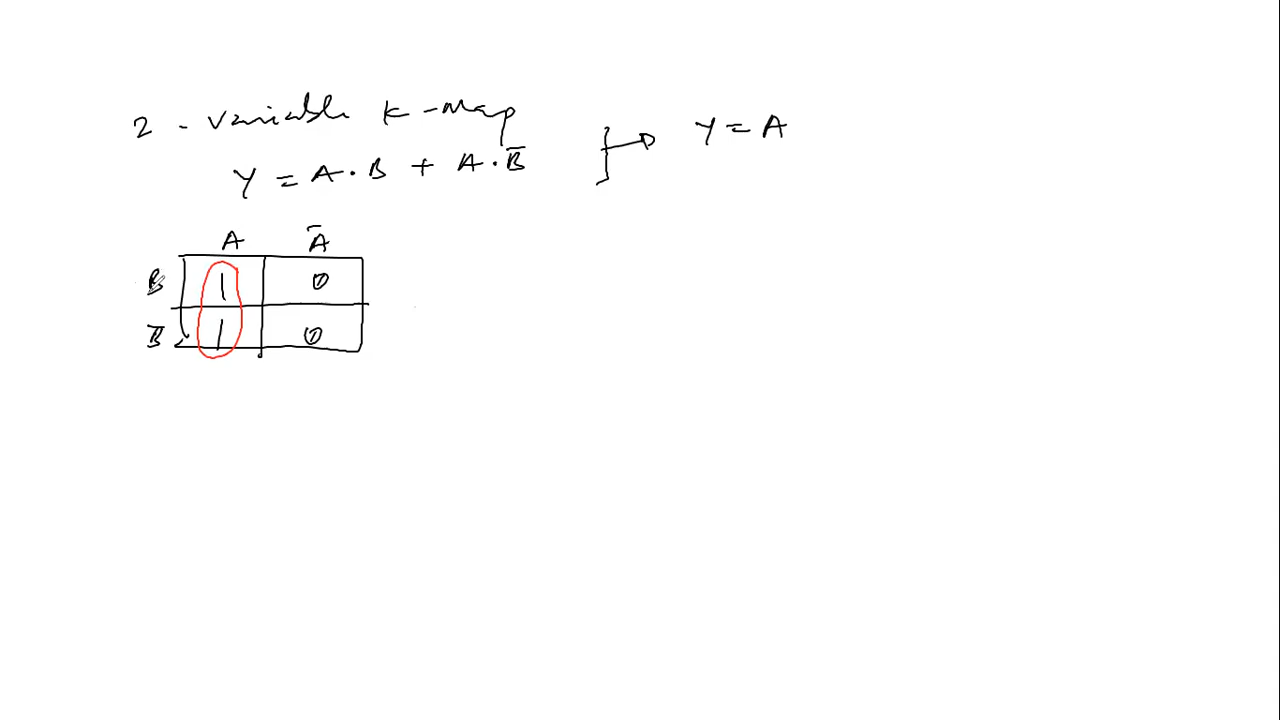 2 - variable K-map
Y = A · B + A · B̅ } → Y = A
A A̅
B 1 0
B̅ 1 0